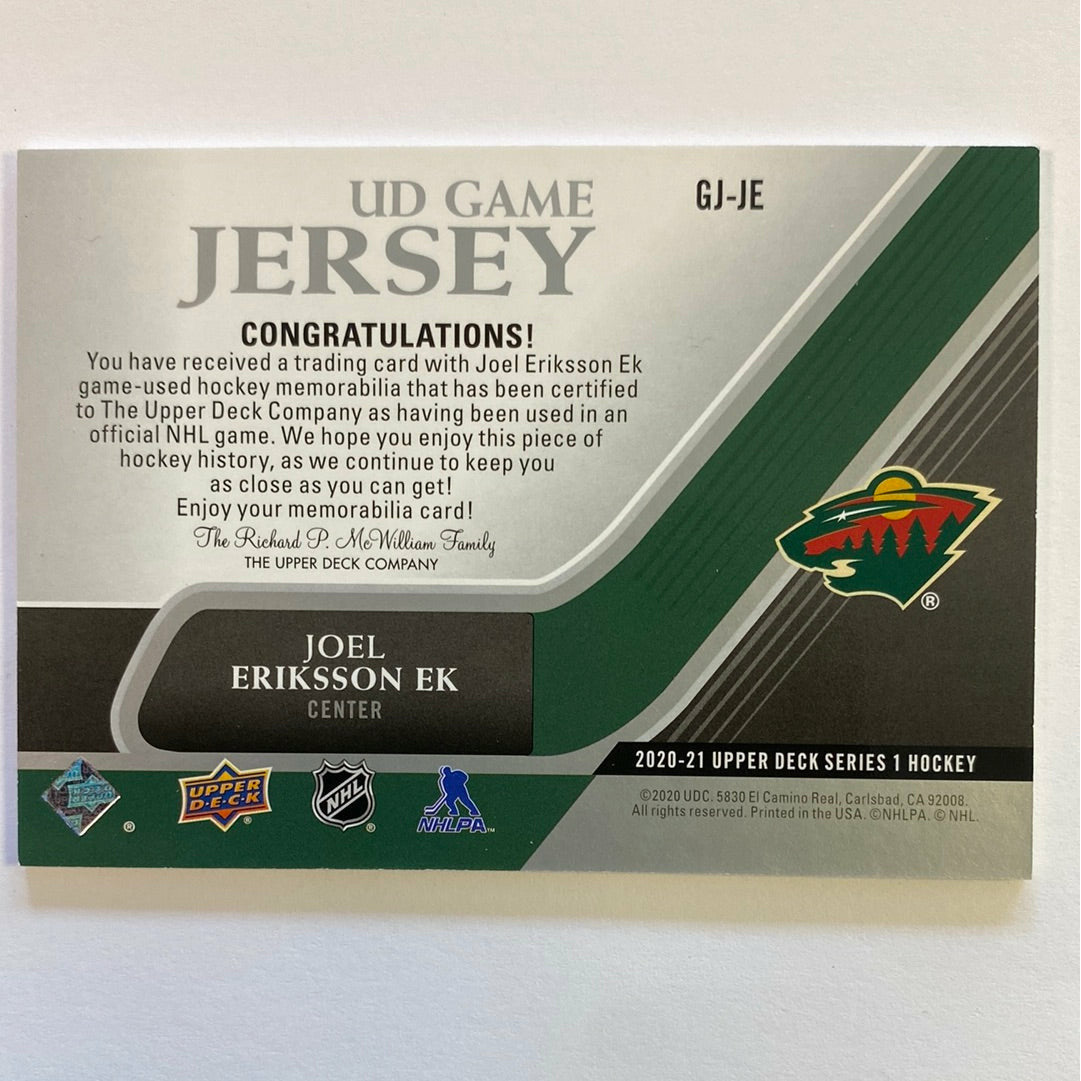 UD GAME
JERSEY
GJ-JE
CONGRATULATIONS!
You have received a trading card with Joel Eriksson Ek
game-used hockey memorabilia that has been certified
to The Upper Deck Company as having been used in an
official NHL game. We hope you enjoy this piece of
hockey history, as we continue to keep you
as close as you can get!
Enjoy your memorabilia card!
The Richard P. McWilliam Family
THE UPPER DECK COMPANY
®
JOEL
ERIKSSON EK
CENTER
2020-21 UPPER DECK SERIES 1 HOCKEY
®
UPPER
D·E·C·K
®
NHL
®
NHLPA™
©2020 UDC. 5830 El Camino Real, Carlsbad, CA 92008.
All rights reserved. Printed in the USA. ©NHLPA. © NHL.